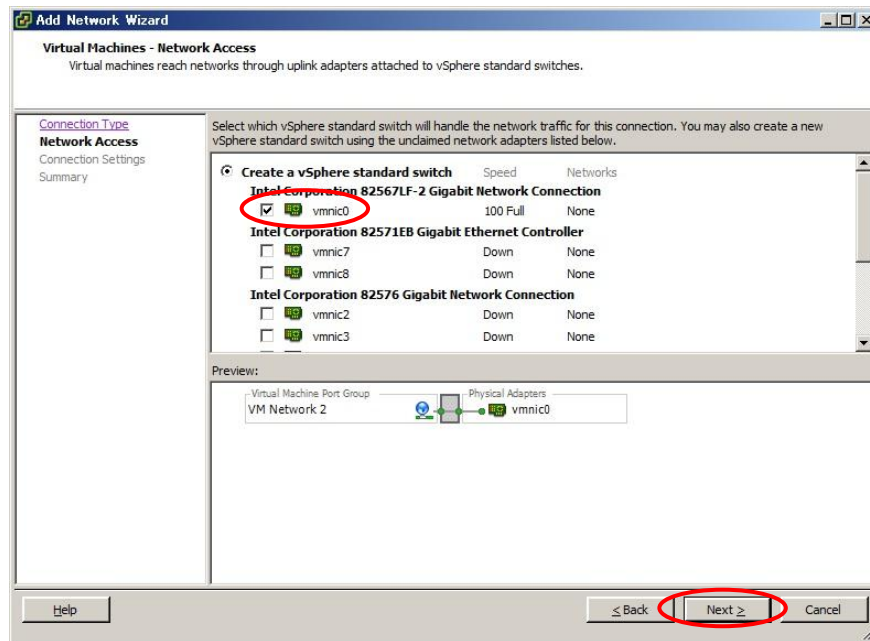 Add Network Wizard
Virtual Machines - Network Access
Virtual machines reach networks through uplink adapters attached to vSphere standard switches.
Connection Type
Network Access
Connection Settings
Summary
Select which vSphere standard switch will handle the network traffic for this connection. You may also create a new
vSphere standard switch using the unclaimed network adapters listed below.
Create a vSphere standard switch Speed Networks
Intel Corporation 82567LF-2 Gigabit Network Connection
vmnic0 100 Full None
Intel Corporation 82571EB Gigabit Ethernet Controller
vmnic7 Down None
vmnic8 Down None
Intel Corporation 82576 Gigabit Network Connection
vmnic2 Down None
vmnic3 Down None
Preview:
Virtual Machine Port Group Physical Adapters
VM Network 2 vmnic0
Help < Back Next > Cancel